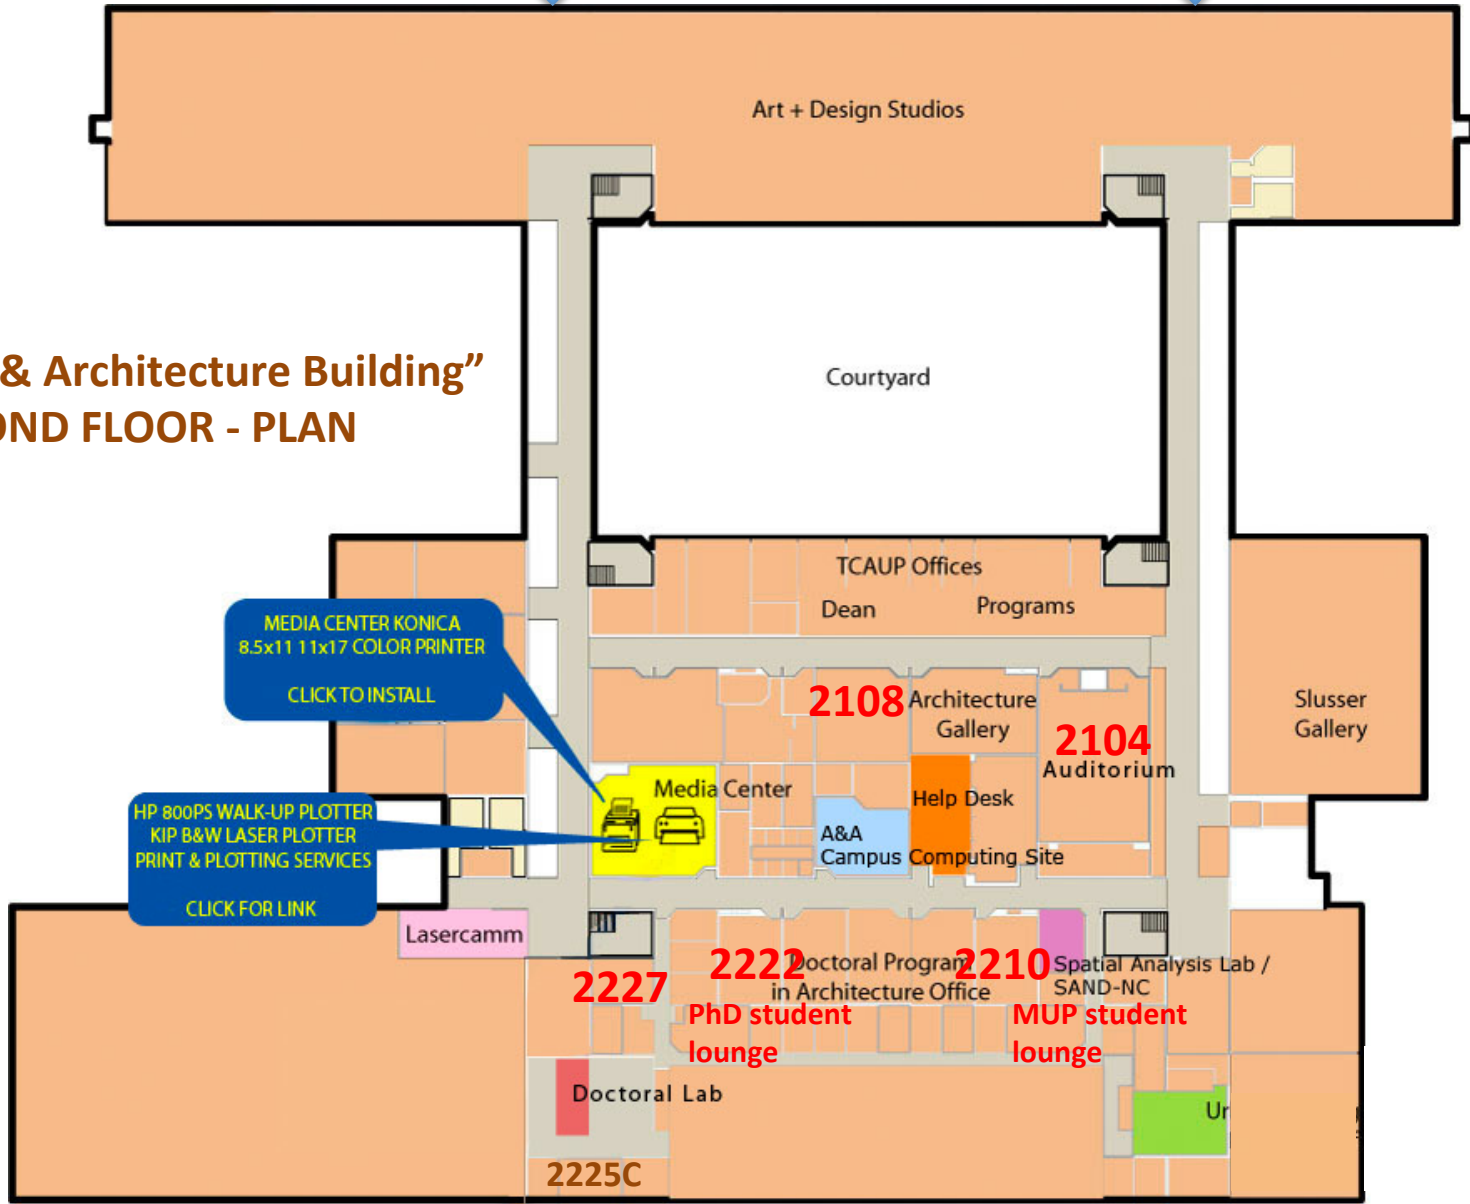 Art + Design Studios
Courtyard
& Architecture Building”
OND FLOOR - PLAN
TCAUP Offices
Dean
Programs
MEDIA CENTER KONICA
8.5x11 11x17 COLOR PRINTER
CLICK TO INSTALL
2108
Architecture
Gallery
2104
Auditorium
Slusser
Gallery
Media Center
Help Desk
A&A
Campus Computing Site
HP 800PS WALK-UP PLOTTER
KIP B&W LASER PLOTTER
PRINT & PLOTTING SERVICES
CLICK FOR LINK
Lasercamm
2227
2222
Doctoral Program
in Architecture Office
2210
Spatial Analysis Lab /
SAND-NC
PhD student
lounge
MUP student
lounge
Doctoral Lab
Ur
2225C